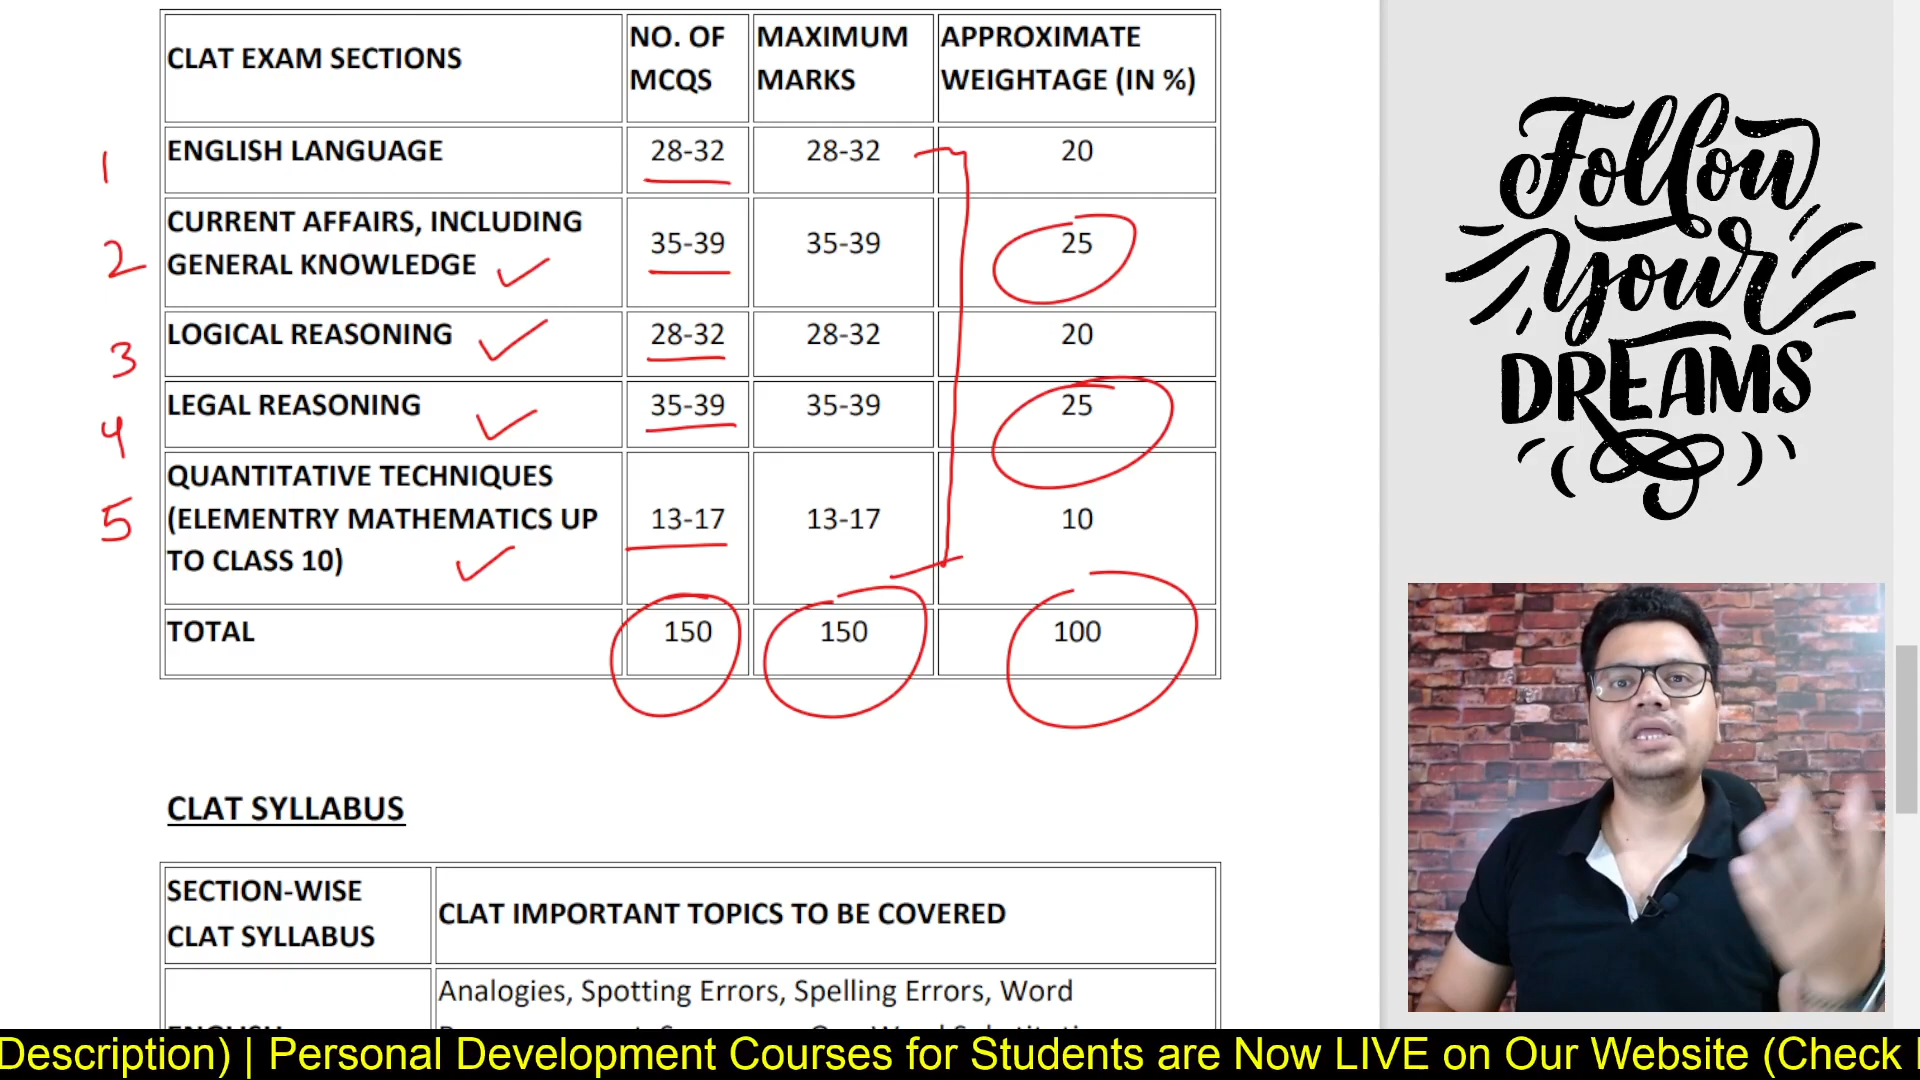 CLAT EXAM SECTIONS
NO. OF
MCQS
MAXIMUM
MARKS
APPROXIMATE
WEIGHTAGE (IN %)
1
ENGLISH LANGUAGE
28-32
28-32
20
2
CURRENT AFFAIRS, INCLUDING
GENERAL KNOWLEDGE
35-39
35-39
25
3
LOGICAL REASONING
28-32
28-32
20
4
LEGAL REASONING
35-39
35-39
25
5
QUANTITATIVE TECHNIQUES
(ELEMENTRY MATHEMATICS UP
TO CLASS 10)
13-17
13-17
10
TOTAL
150
150
100
CLAT SYLLABUS
SECTION-WISE
CLAT SYLLABUS
CLAT IMPORTANT TOPICS TO BE COVERED
Analogies, Spotting Errors, Spelling Errors, Word
Follow
Your
DREAMS
Description) | Personal Development Courses for Students are Now LIVE on Our Website (Check